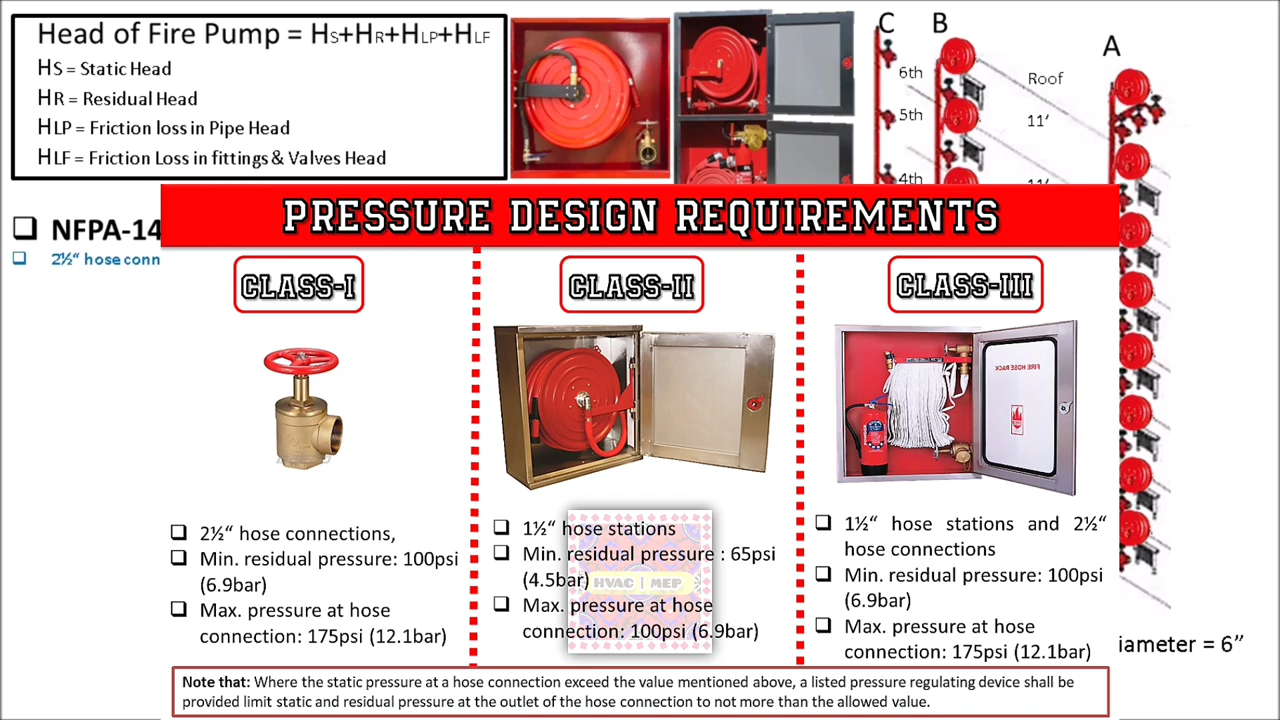 Head of Fire Pump = HS+HR+HLP+HLF
HS = Static Head
HR = Residual Head
HLP = Friction loss in Pipe Head
HLF = Friction Loss in fittings & Valves Head
C
B
A
6th
Roof
5th
11'
4th
11'
NFPA-14
2½" hose conn
PRESSURE DESIGN REQUIREMENTS
CLASS-I
CLASS-II
CLASS-III
FIRE HOSE RACK
2½“ hose connections,
Min. residual pressure: 100psi
(6.9bar)
Max. pressure at hose
connection: 175psi (12.1bar)
1½“ hose stations
Min. residual pressure : 65psi
(4.5bar)
HVAC | MEP
Max. pressure at hose
connection: 100psi (6.9bar)
1½“ hose stations and 2½“
hose connections
Min. residual pressure: 100psi
(6.9bar)
Max. pressure at hose
connection: 175psi (12.1bar)
iameter = 6”
Note that: Where the static pressure at a hose connection exceed the value mentioned above, a listed pressure regulating device shall be
provided limit static and residual pressure at the outlet of the hose connection to not more than the allowed value.